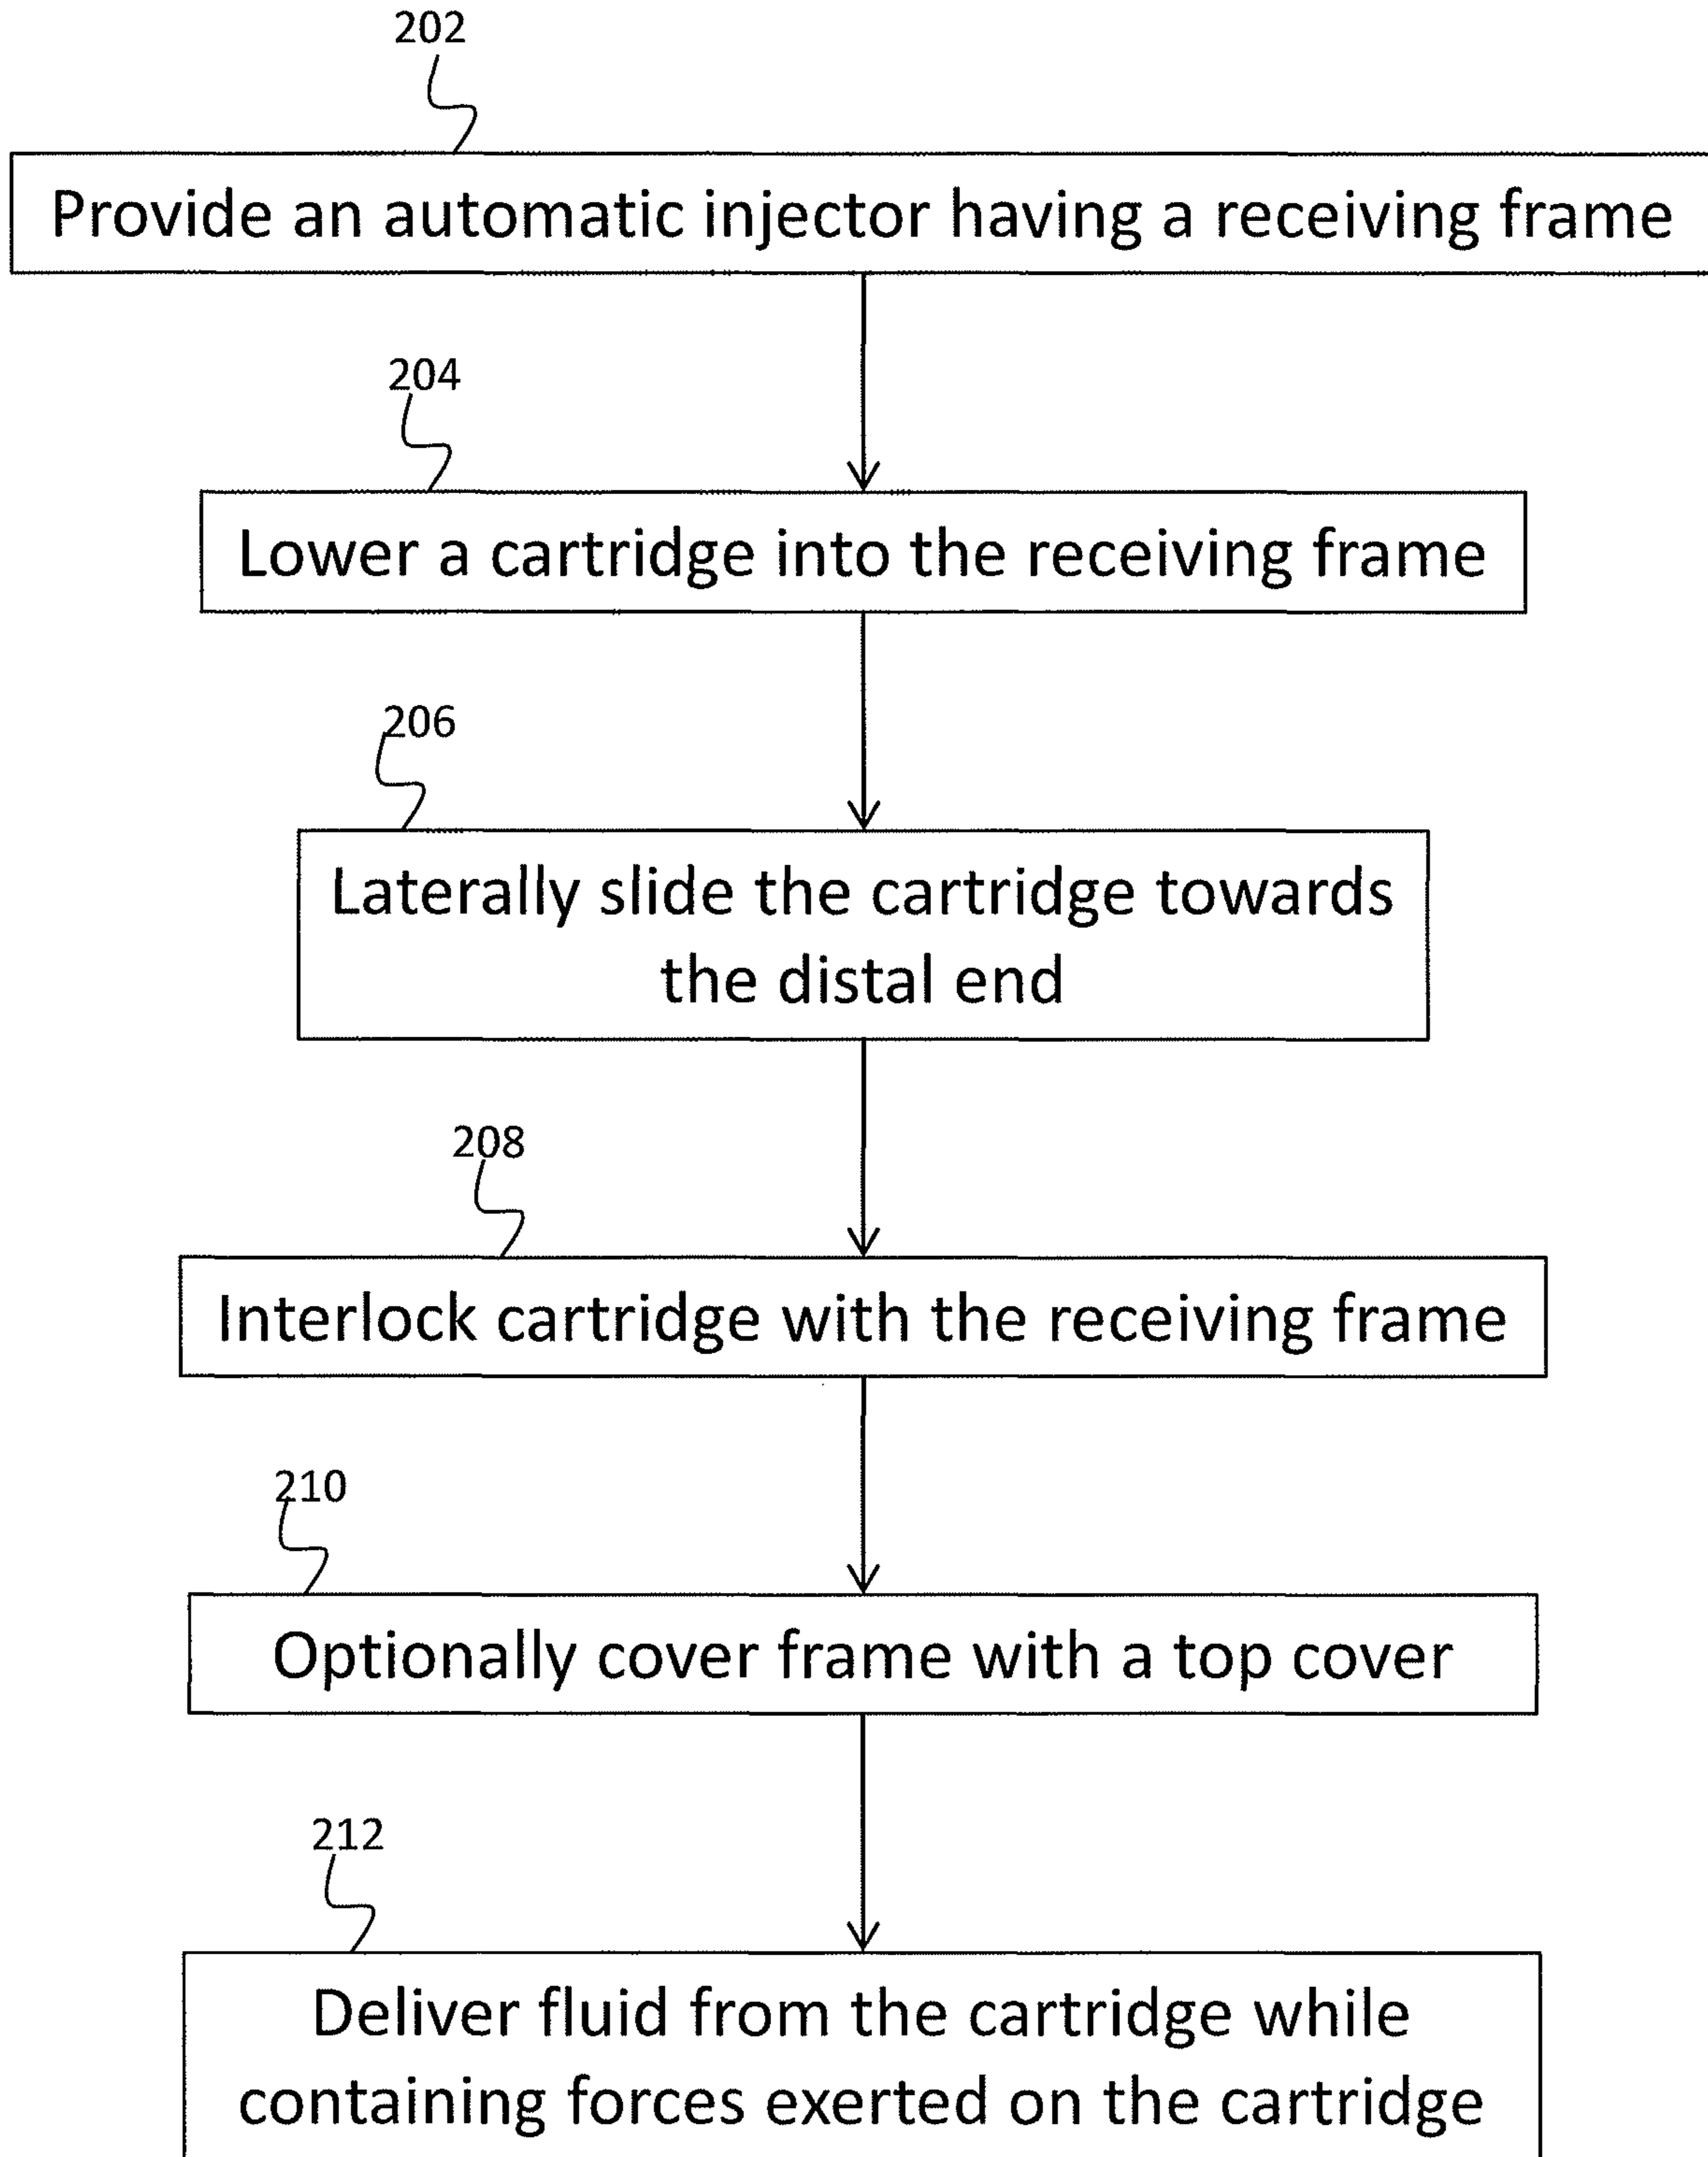 202
Provide an automatic injector having a receiving frame
204
Lower a cartridge into the receiving frame
206
Laterally slide the cartridge towards
the distal end
208
Interlock cartridge with the receiving frame
210
Optionally cover frame with a top cover
212
Deliver fluid from the cartridge while
containing forces exerted on the cartridge